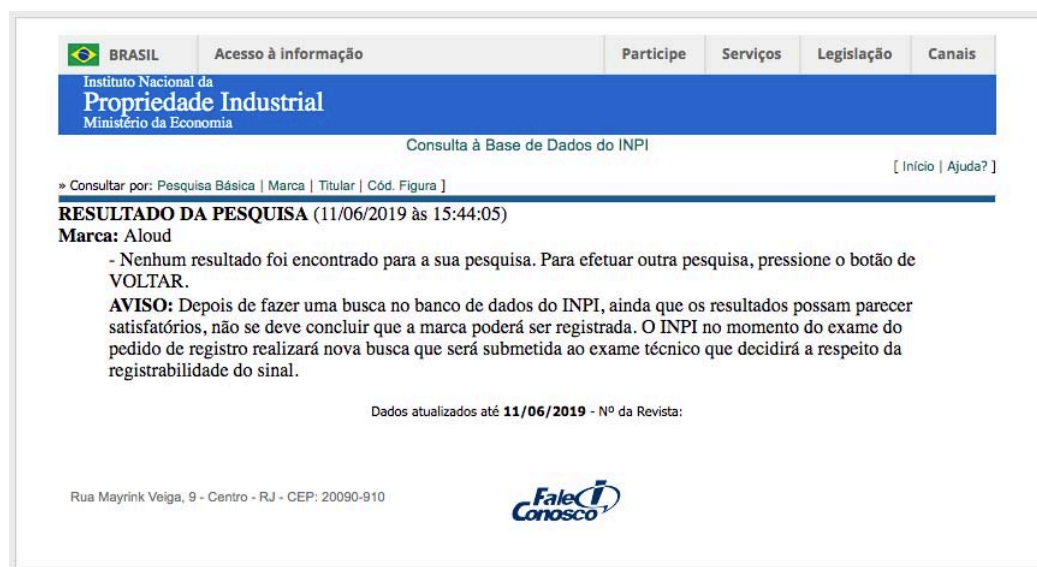 BRASIL Acesso à informação Participe Serviços Legislação Canais
Instituto Nacional da
Propriedade Industrial
Ministério da Economia
Consulta à Base de Dados do INPI
[ Início | Ajuda? ]
» Consultar por: Pesquisa Básica | Marca | Titular | Cód. Figura ]
RESULTADO DA PESQUISA (11/06/2019 às 15:44:05)
Marca: Aloud
- Nenhum resultado foi encontrado para a sua pesquisa. Para efetuar outra pesquisa, pressione o botão de
VOLTAR.
AVISO: Depois de fazer uma busca no banco de dados do INPI, ainda que os resultados possam parecer
satisfatórios, não se deve concluir que a marca poderá ser registrada. O INPI no momento do exame do
pedido de registro realizará nova busca que será submetida ao exame técnico que decidirá a respeito da
registrabilidade do sinal.
Dados atualizados até 11/06/2019 - Nº da Revista:
Rua Mayrink Veiga, 9 - Centro - RJ - CEP: 20090-910
Fale
Conosco